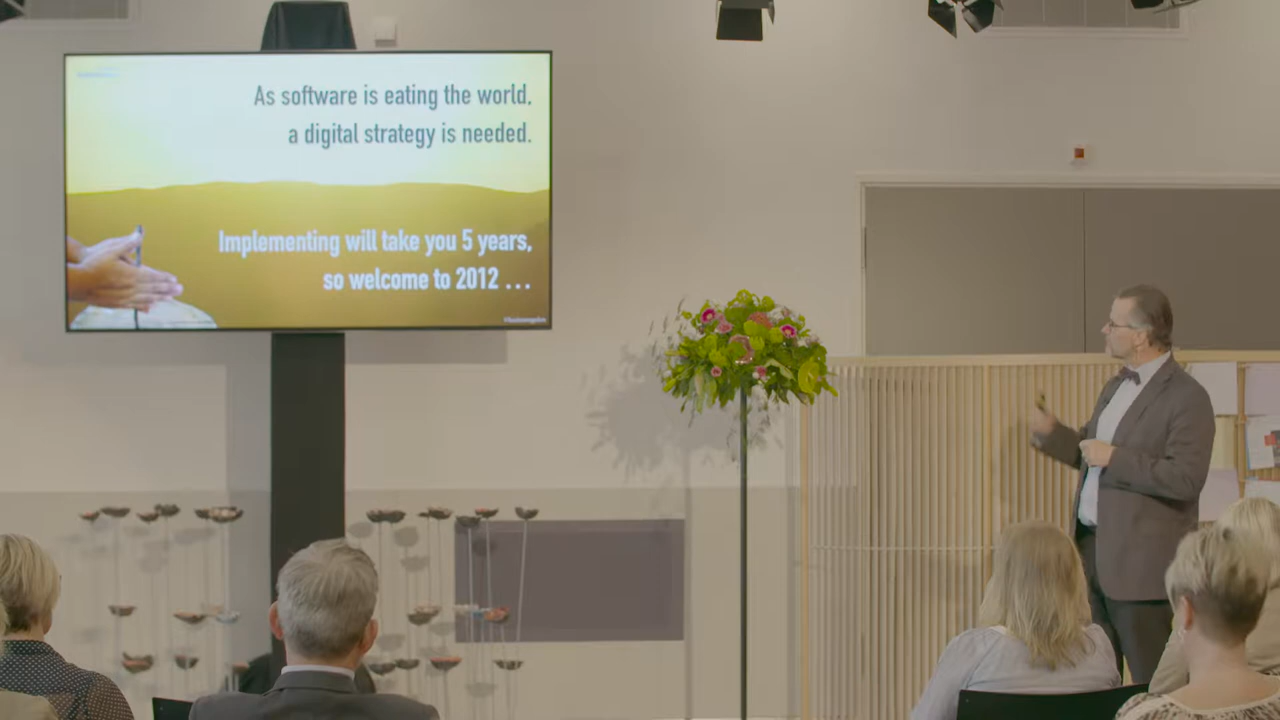 As software is eating the world,
a digital strategy is needed.
Implementing will take you 5 years,
so welcome to 2012 ...